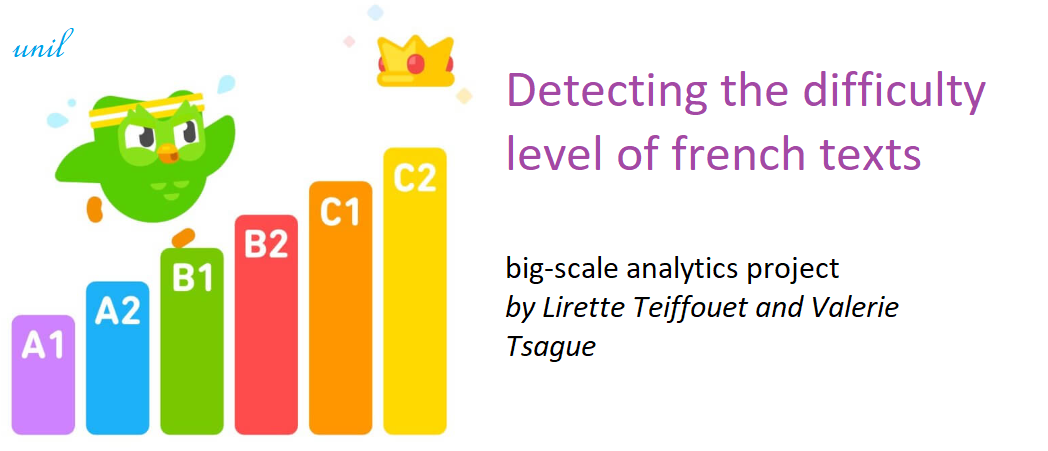 unil
A1
A2
B1
B2
C1
C2
Detecting the difficulty
level of french texts
big-scale analytics project
by Lirette Teiffouet and Valerie
Tsague